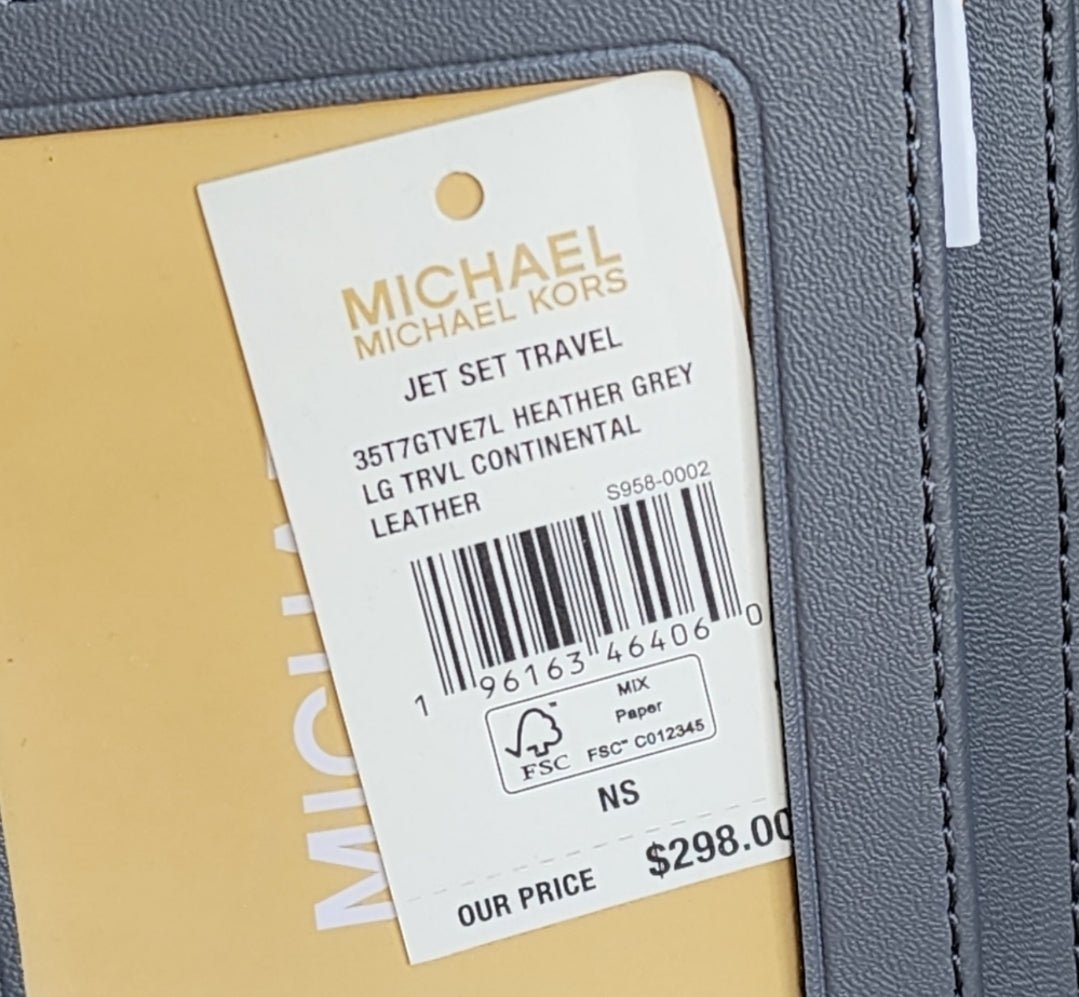 MICHAEL
MICHAEL KORS
JET SET TRAVEL
35T7GTVE7L HEATHER GREY
LG TRVL CONTINENTAL
LEATHER
S958-0002
1 96163 46406 0
MIX
Paper
FSC™ C012345
FSC
NS
OUR PRICE $298.00